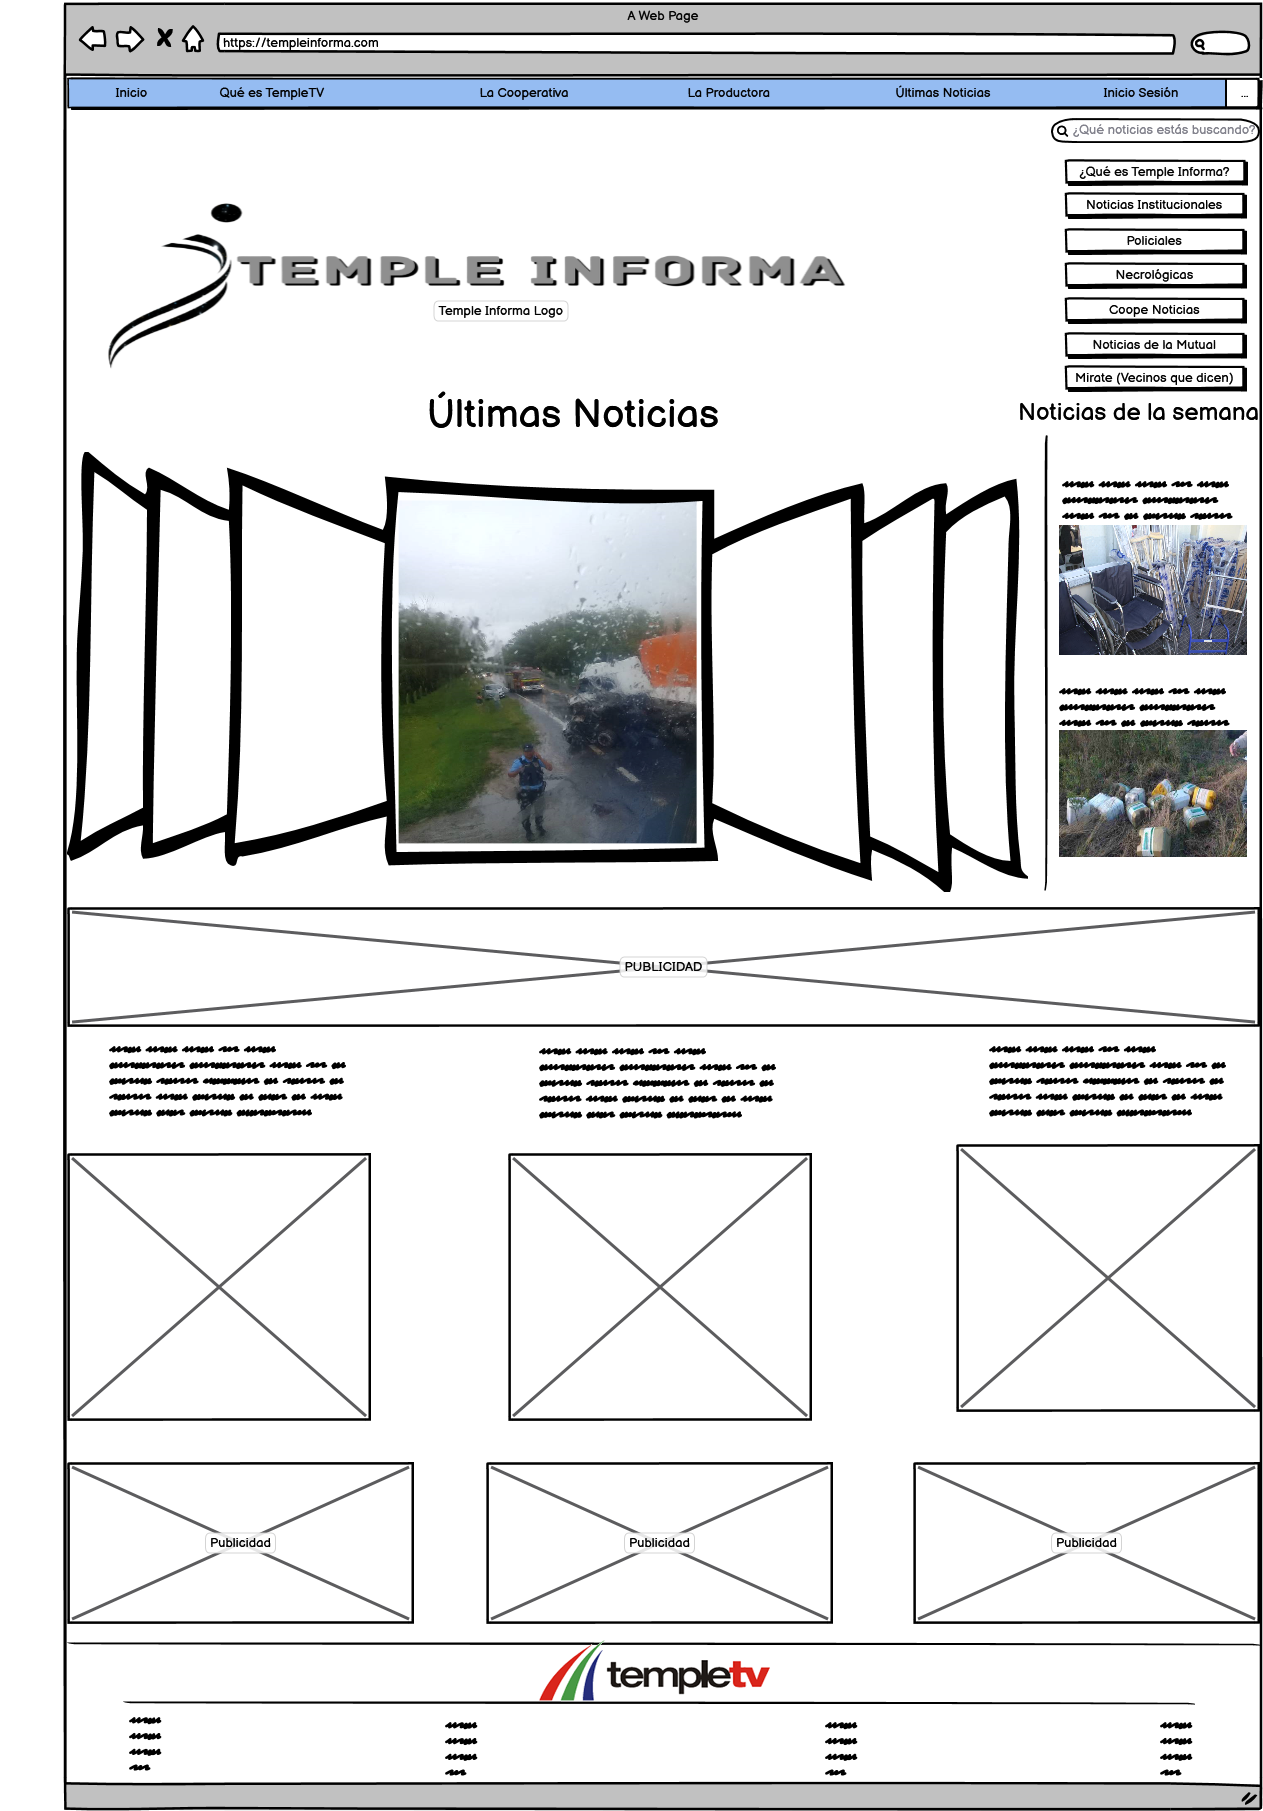 A Web Page
https://templeinforma.com
Inicio
Qué es TempleTV
La Cooperativa
La Productora
Últimas Noticias
Inicio Sesión
...
¿Qué noticias estás buscando?
¿Qué es Temple Informa?
Noticias Institucionales
Policiales
Necrológicas
Coope Noticias
Noticias de la Mutual
Mirate (Vecinos que dicen)
TEMPLE INFORMA
Temple Informa Logo
Últimas Noticias
Noticias de la semana
PUBLICIDAD
Publicidad
Publicidad
Publicidad
templetv